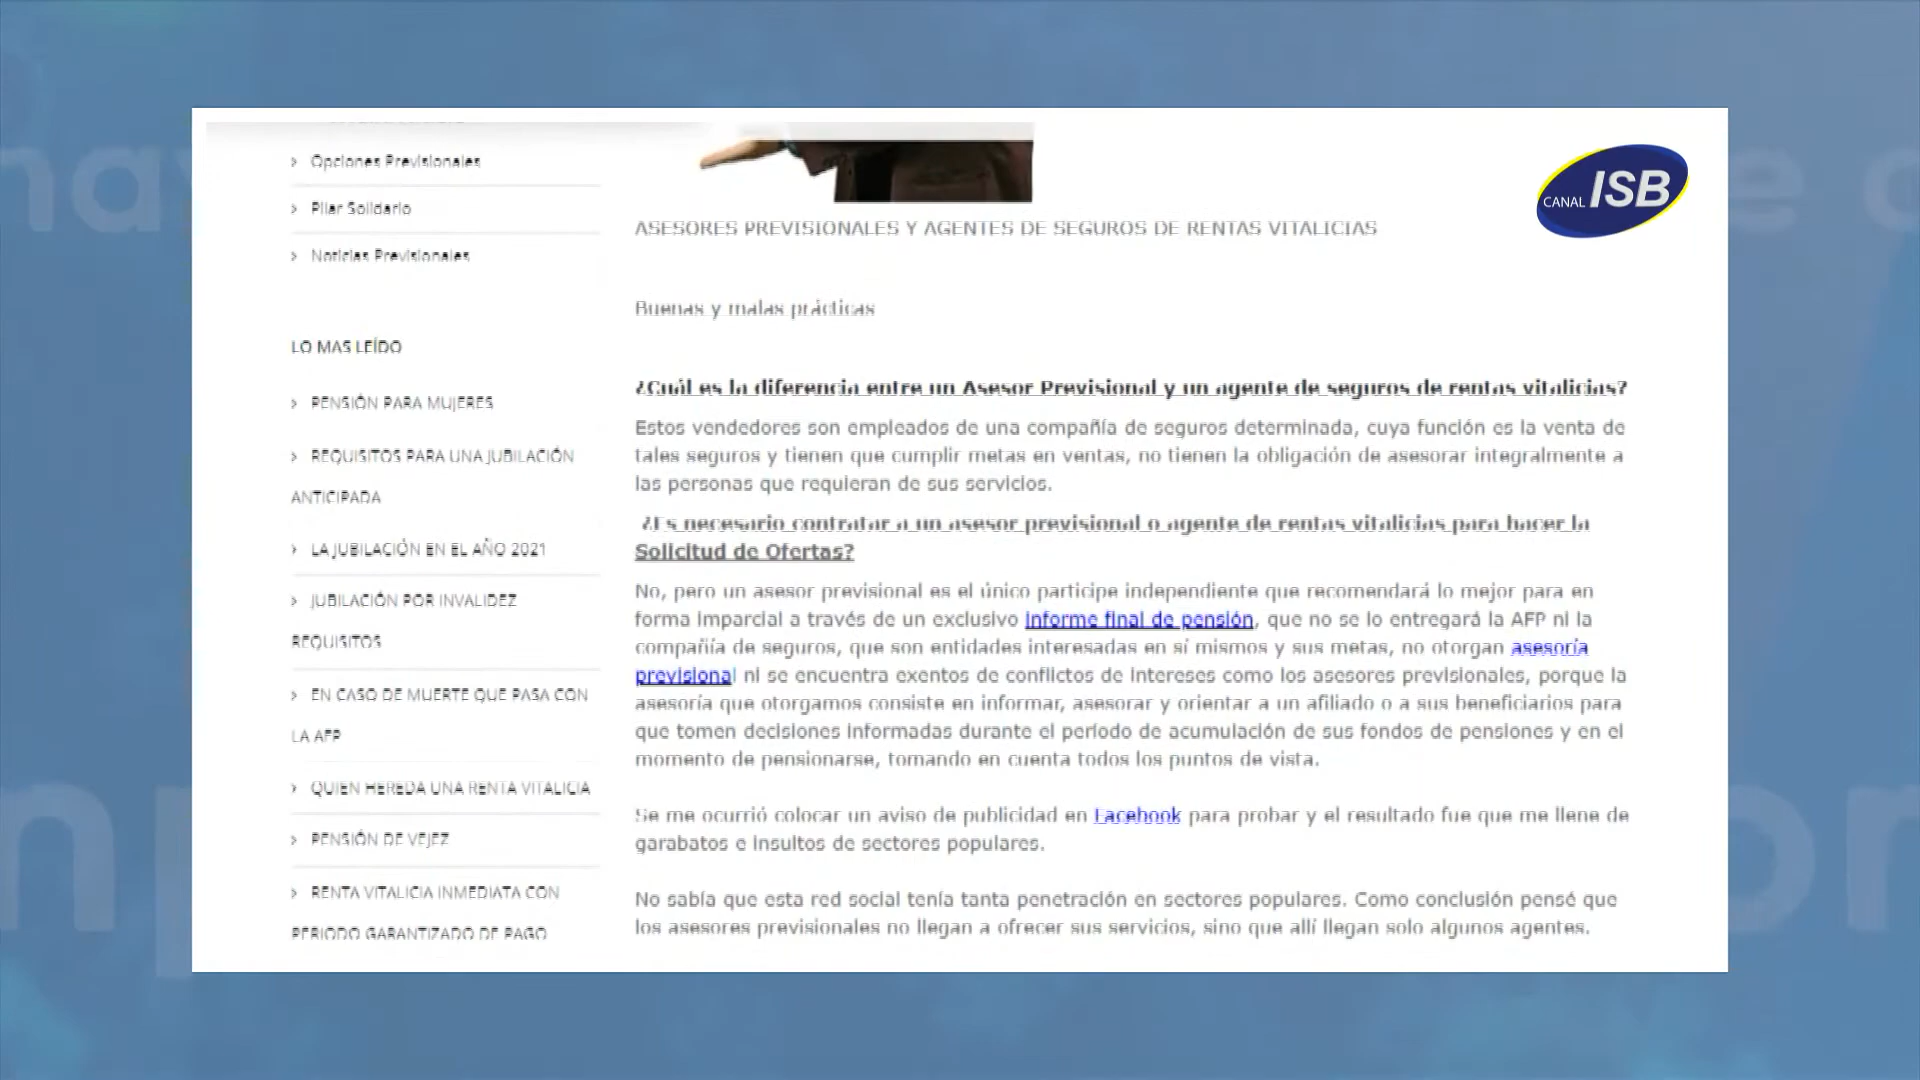 Opciones Previsionales
Pilar Solidario
Noticias Previsionales
LO MAS LEÍDO
PENSIÓN PARA MUJERES
REQUISITOS PARA UNA JUBILACIÓN
ANTICIPADA
LA JUBILACIÓN EN EL AÑO 2021
JUBILACIÓN POR INVALIDEZ
REQUISITOS
EN CASO DE MUERTE QUE PASA CON
LA AFP
QUIEN HEREDA UNA RENTA VITALICIA
PENSIÓN DE VEJEZ
RENTA VITALICIA INMEDIATA CON
PERIODO GARANTIZADO DE PAGO
CANAL ISB
ASESORES PREVISIONALES Y AGENTES DE SEGUROS DE RENTAS VITALICIAS
Buenas y malas prácticas
¿Cuál es la diferencia entre un Asesor Previsional y un agente de seguros de rentas vitalicias?
Estos vendedores son empleados de una compañía de seguros determinada, cuya función es la venta de
tales seguros y tienen que cumplir metas en ventas, no tienen la obligación de asesorar integralmente a
las personas que requieran de sus servicios.
¿Es necesario contratar a un asesor previsional o agente de rentas vitalicias para hacer la
Solicitud de Ofertas?
No, pero un asesor previsional es el único participe independiente que recomendará lo mejor para en
forma imparcial a través de un exclusivo informe final de pensión, que no se lo entregará la AFP ni la
compañía de seguros, que son entidades interesadas en sí mismos y sus metas, no otorgan asesoría
previsional ni se encuentra exentos de conflictos de intereses como los asesores previsionales, porque la
asesoría que otorgamos consiste en informar, asesorar y orientar a un afiliado o a sus beneficiarios para
que tomen decisiones informadas durante el período de acumulación de sus fondos de pensiones y en el
momento de pensionarse, tomando en cuenta todos los puntos de vista.
Se me ocurrió colocar un aviso de publicidad en Facebook para probar y el resultado fue que me llene de
garabatos e insultos de sectores populares.
No sabía que esta red social tenía tanta penetración en sectores populares. Como conclusión pensé que
los asesores previsionales no llegan a ofrecer sus servicios, sino que allí llegan solo algunos agentes.